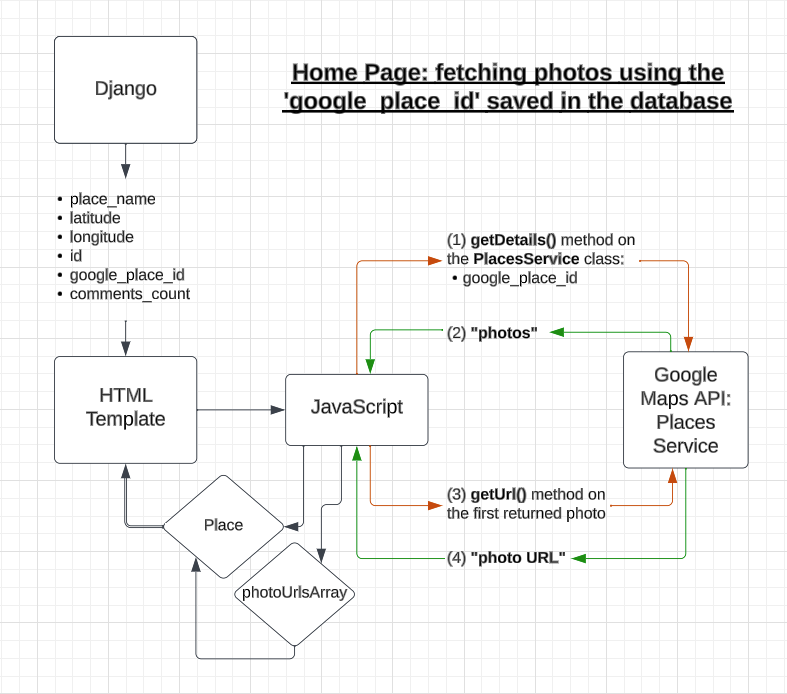 Home Page: fetching photos using the
'google_place_id' saved in the database
Django
• place_name
• latitude
• longitude
• id
• google_place_id
• comments_count
HTML
Template
JavaScript
(1) getDetails() method on
the PlacesService class:
• google_place_id
(2) "photos"
Google
Maps API:
Places
Service
(3) getUrl() method on
the first returned photo
(4) "photo URL"
Place
photoUrlsArray